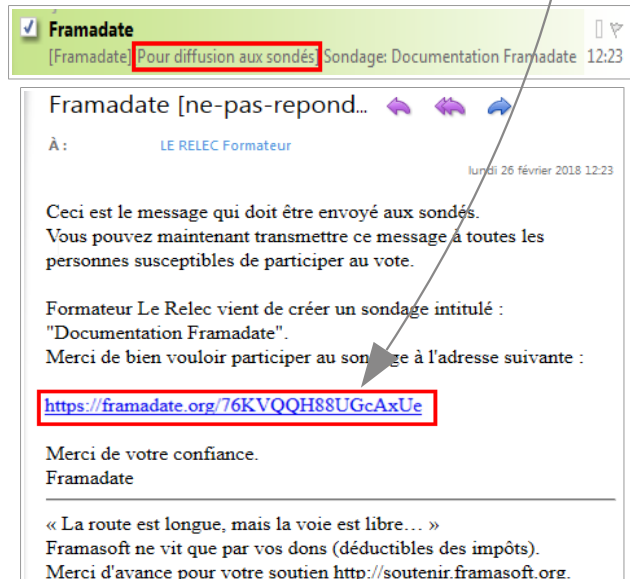 Framadate
[Framadate] [Pour diffusion aux sondés] Sondage: Documentation Framadate 12:23
Framadate [ne-pas-repond...
À : LE RELEC Formateur
lundi 26 février 2018 12:23
Ceci est le message qui doit être envoyé aux sondés.
Vous pouvez maintenant transmettre ce message à toutes les
personnes susceptibles de participer au vote.
Formateur Le Relec vient de créer un sondage intitulé :
"Documentation Framadate".
Merci de bien vouloir participer au sondage à l'adresse suivante :
https://framadate.org/76KVQQH88UGcAxUe
Merci de votre confiance.
Framadate
« La route est longue, mais la voie est libre… »
Framasoft ne vit que par vos dons (déductibles des impôts).
Merci d'avance pour votre soutien http://soutenir.framasoft.org.